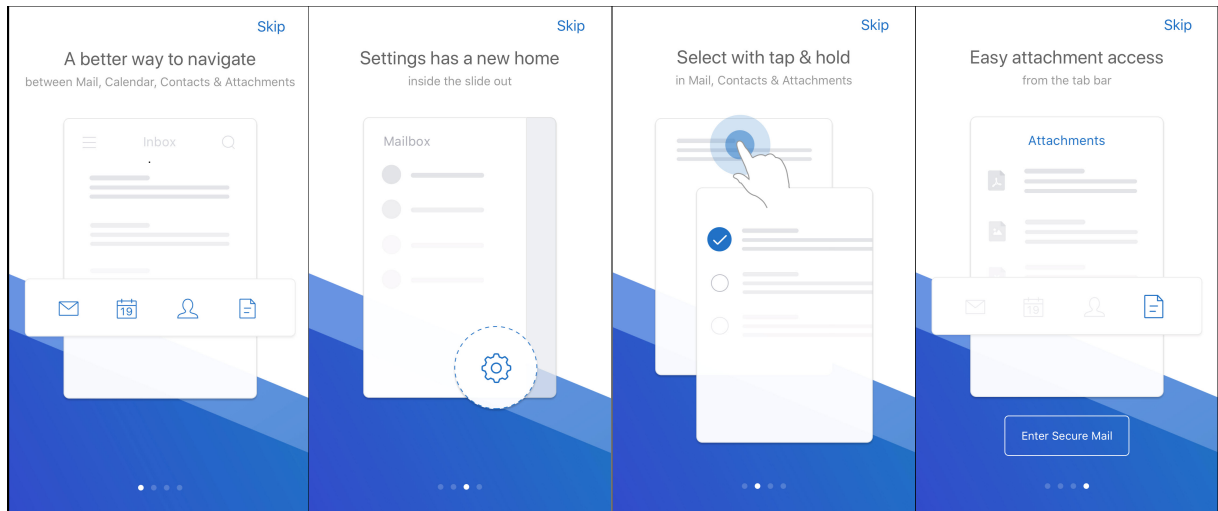 Skip
A better way to navigate
between Mail, Calendar, Contacts & Attachments
Inbox
19
Skip
Settings has a new home
inside the slide out
Mailbox
Skip
Select with tap & hold
in Mail, Contacts & Attachments
Skip
Easy attachment access
from the tab bar
Attachments
19
Enter Secure Mail